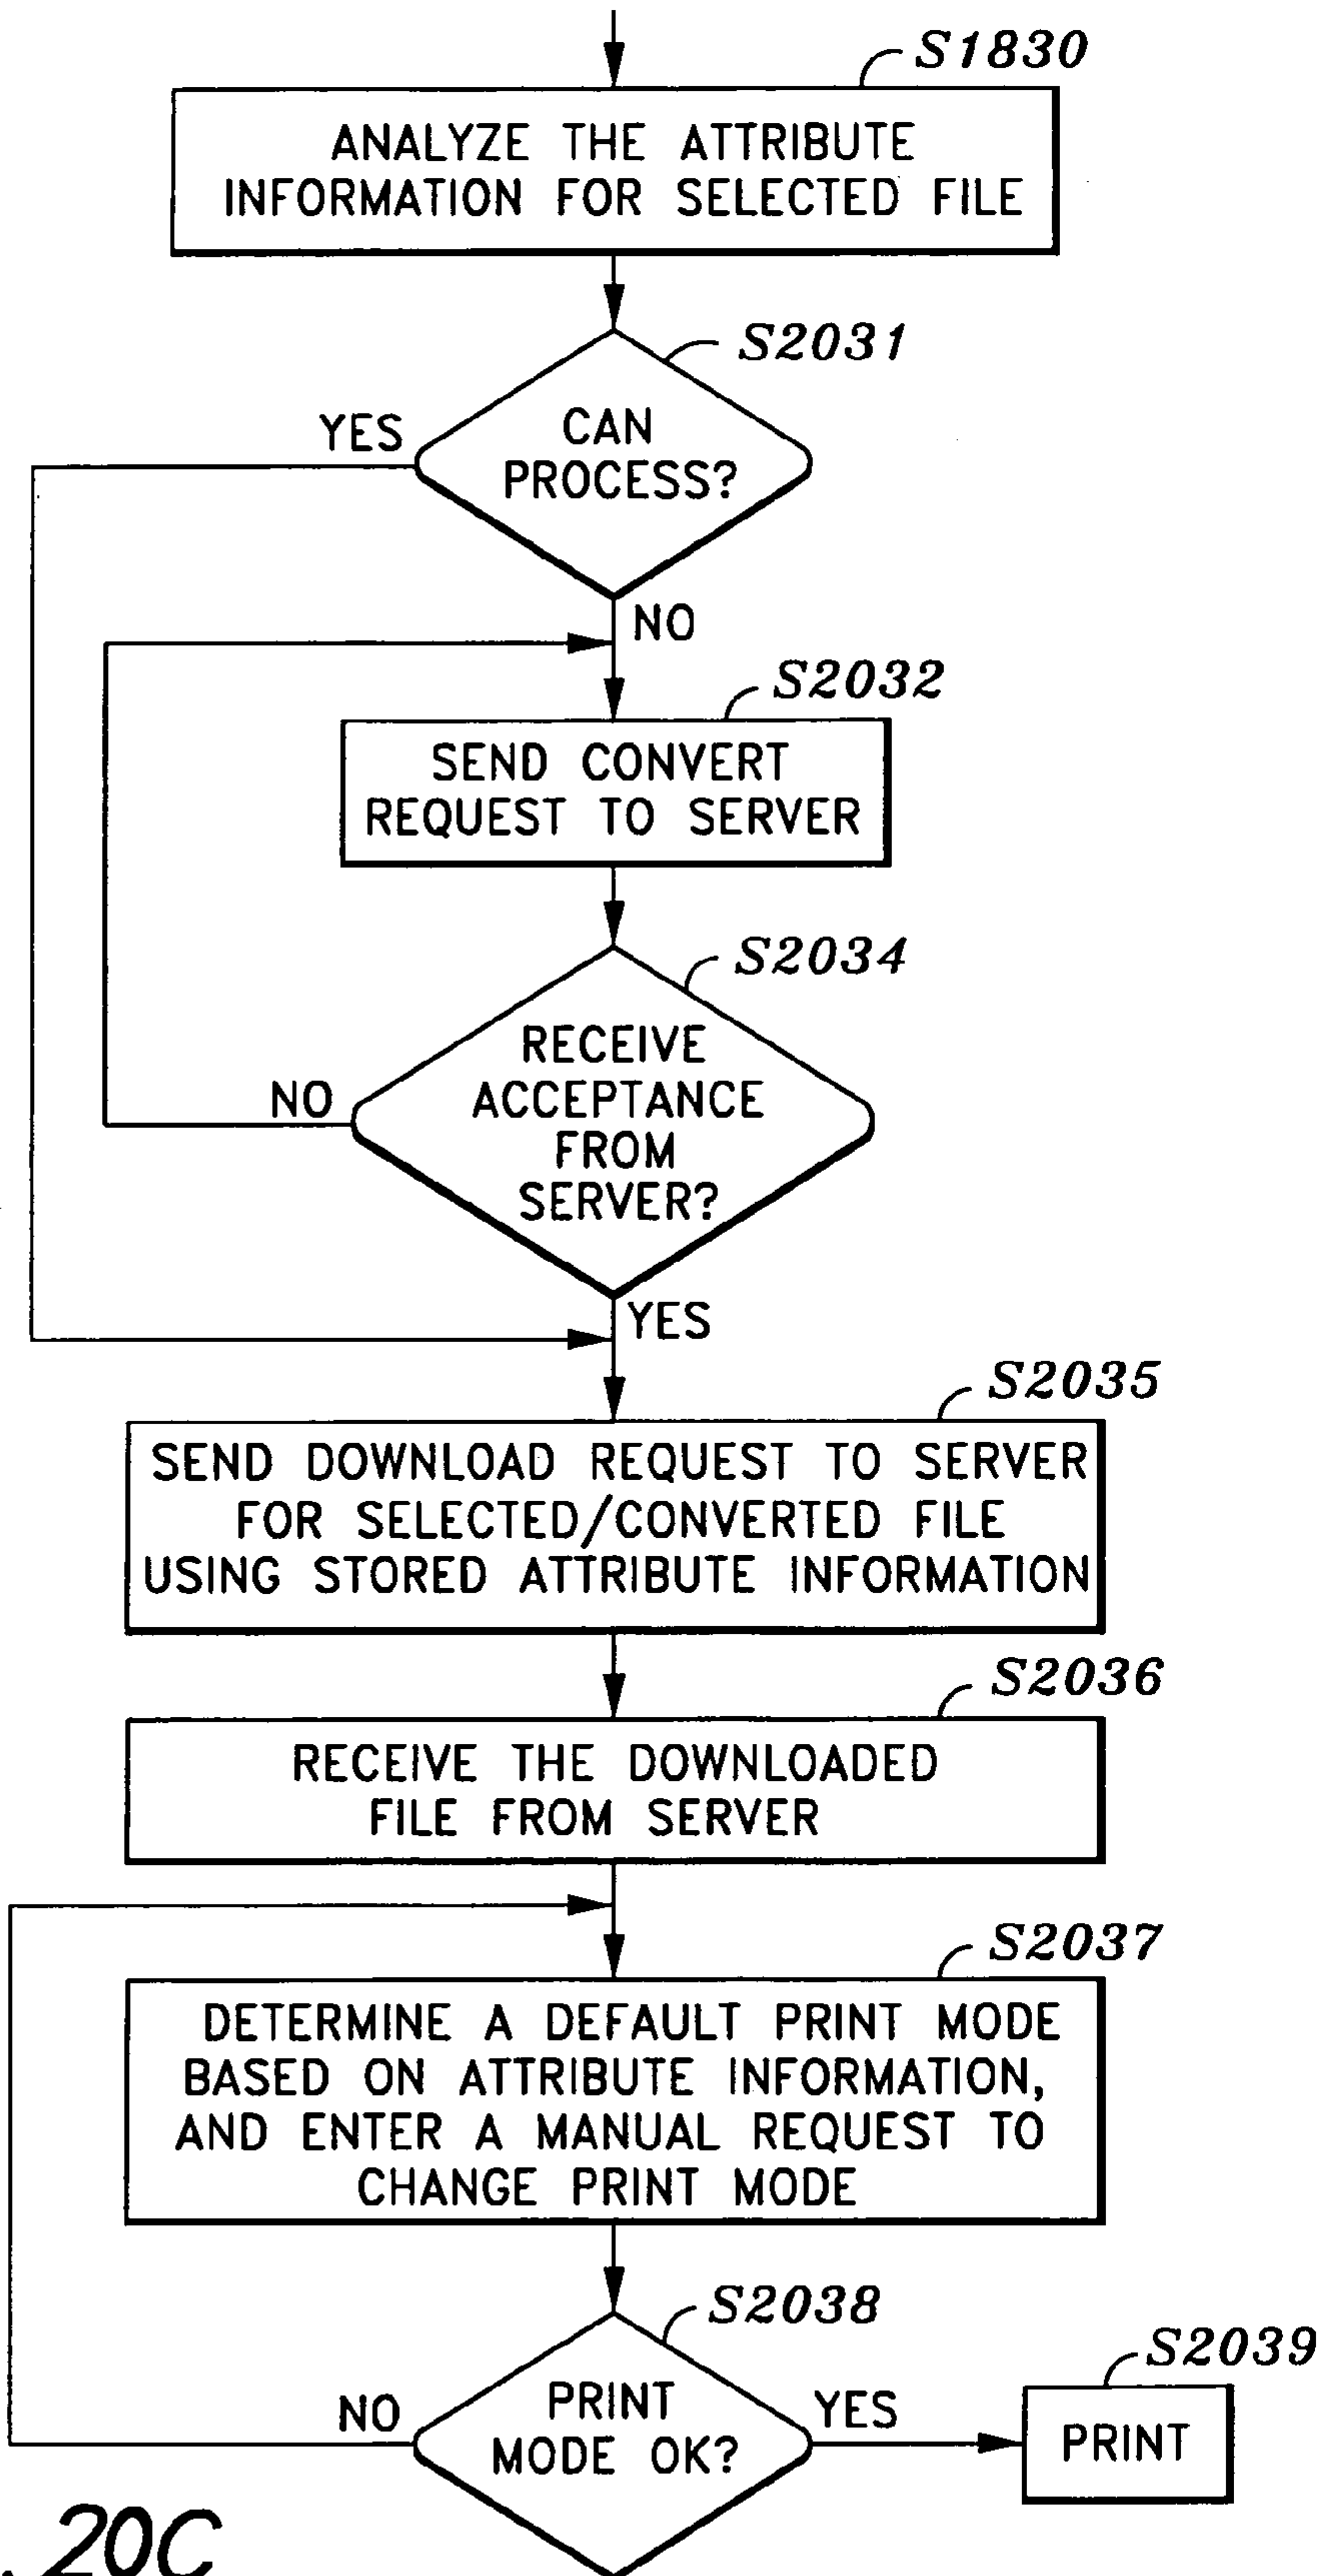 S1830
ANALYZE THE ATTRIBUTE
INFORMATION FOR SELECTED FILE
S2031
CAN
PROCESS?
YES
NO
S2032
SEND CONVERT
REQUEST TO SERVER
S2034
RECEIVE
ACCEPTANCE
FROM
SERVER?
NO
YES
S2035
SEND DOWNLOAD REQUEST TO SERVER
FOR SELECTED/CONVERTED FILE
USING STORED ATTRIBUTE INFORMATION
S2036
RECEIVE THE DOWNLOADED
FILE FROM SERVER
S2037
DETERMINE A DEFAULT PRINT MODE
BASED ON ATTRIBUTE INFORMATION,
AND ENTER A MANUAL REQUEST TO
CHANGE PRINT MODE
S2038
PRINT
MODE OK?
NO
YES
S2039
PRINT
20C